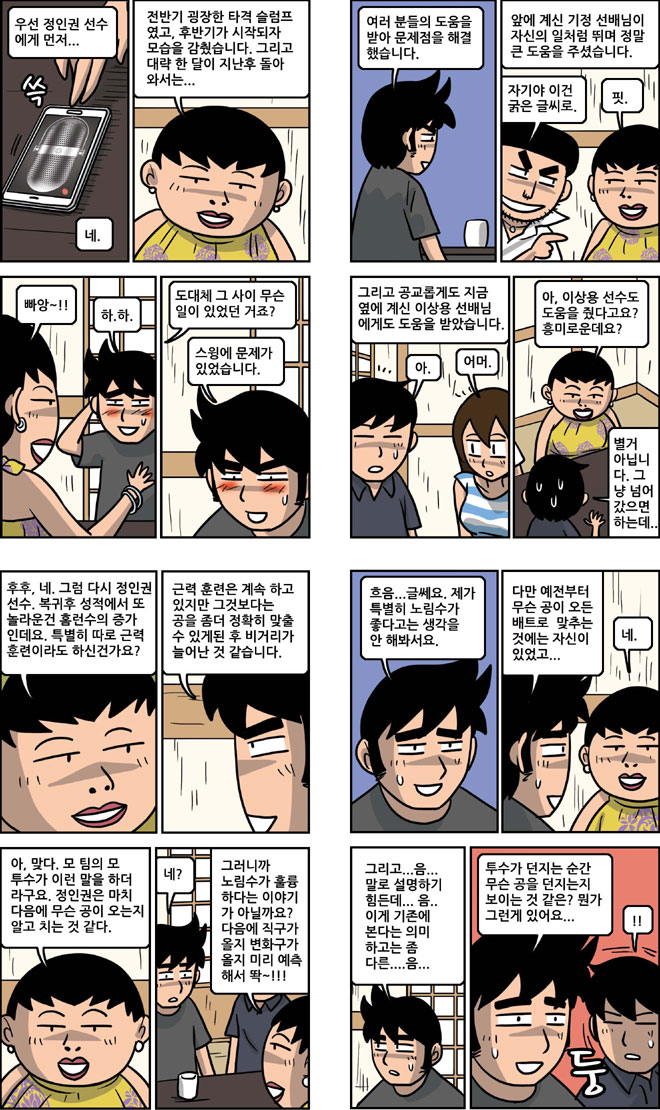 우선 정인권 선수
에게 먼저...
쓱
네.
전반기 굉장한 타격 슬럼프
였고, 후반기가 시작되자
모습을 감췄습니다. 그리고
대략 한 달이 지난후 돌아
와서는...
빠앙~!!
하.하.
도대체 그 사이 무슨
일이 있었던 거죠?
스윙에 문제가
있었습니다.
여러 분들의 도움을
받아 문제점을 해결
했습니다.
앞에 계신 기정 선배님이
자신의 일처럼 뛰며 정말
큰 도움을 주셨습니다.
자기야 이건
굵은 글씨로.
핏.
그리고 공교롭게도 지금
옆에 계신 이상용 선배님
에게도 도움을 받았습니다.
아.
어머.
아, 이상용 선수도
도움을 줬다고요?
흥미로운데요?
별거
아닙니
다. 그
냥 넘어
갔으면
하는데..
후후, 네. 그럼 다시 정인권
선수. 복귀후 성적에서 또
놀라운건 홈런수의 증가
인데요. 특별히 따로 근력
훈련이라도 하신건가요?
근력 훈련은 계속 하고
있지만 그것보다는
공을 좀더 정확히 맞출
수 있게된 후 비거리가
늘어난 것 같습니다.
아, 맞다. 모 팀의 모
투수가 이런 말을 하더
라구요. 정인권은 마치
다음에 무슨 공이 오는지
알고 치는 것 같다.
네?
그러니까
노림수가 훌륭
하다는 이야기
가 아닐까요?
다음에 직구가
올지 변화구가
올지 미리 예측
해서 딱~!!!
흐음...글쎄요. 제가
특별히 노림수가
좋다고는 생각을
안 해봐서요.
다만 예전부터
무슨 공이 오든
배트로 맞추는
것에는 자신이
있었고...
네.
그리고...음...
말로 설명하기
힘든데... 음..
이게 기존에
본다는 의미
하고는 좀
다른....음...
투수가 던지는 순간
무슨 공을 던지는지
보이는 것 같은? 뭔가
그런게 있어요...
!!
둥